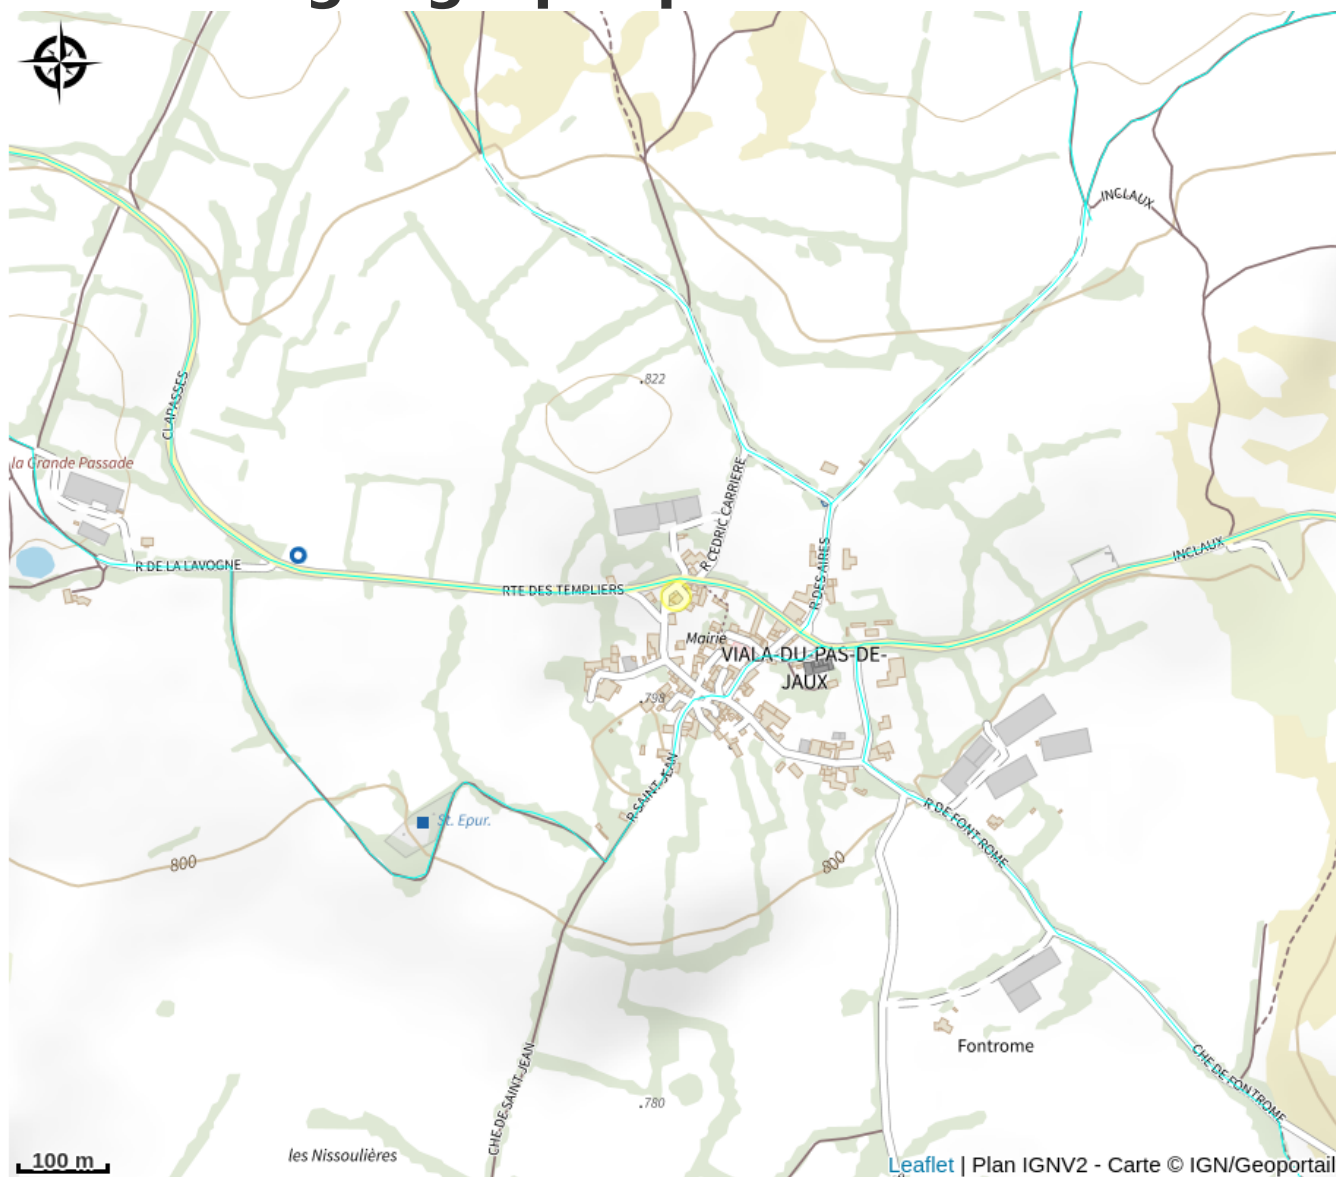 INCLAUX
822
CLAPASSES
la Grande Passade
R CEDRIC CARRIERE
R DES AIRES
INCLAUX
R DE LA LAVOGNE
RTE DES TEMPLIERS
Mairie
VIALA-DU-PAS-DE-
JAUX
798
R SAINT-JEAN
St. Epur.
R DE FONT ROME
800
800
Fontrome
CHE DE FONTROME
CHE-DE-SAINT-JEAN
780
les Nissoulières
100 m
Leaflet | Plan IGNV2 - Carte © IGN/Geoportail